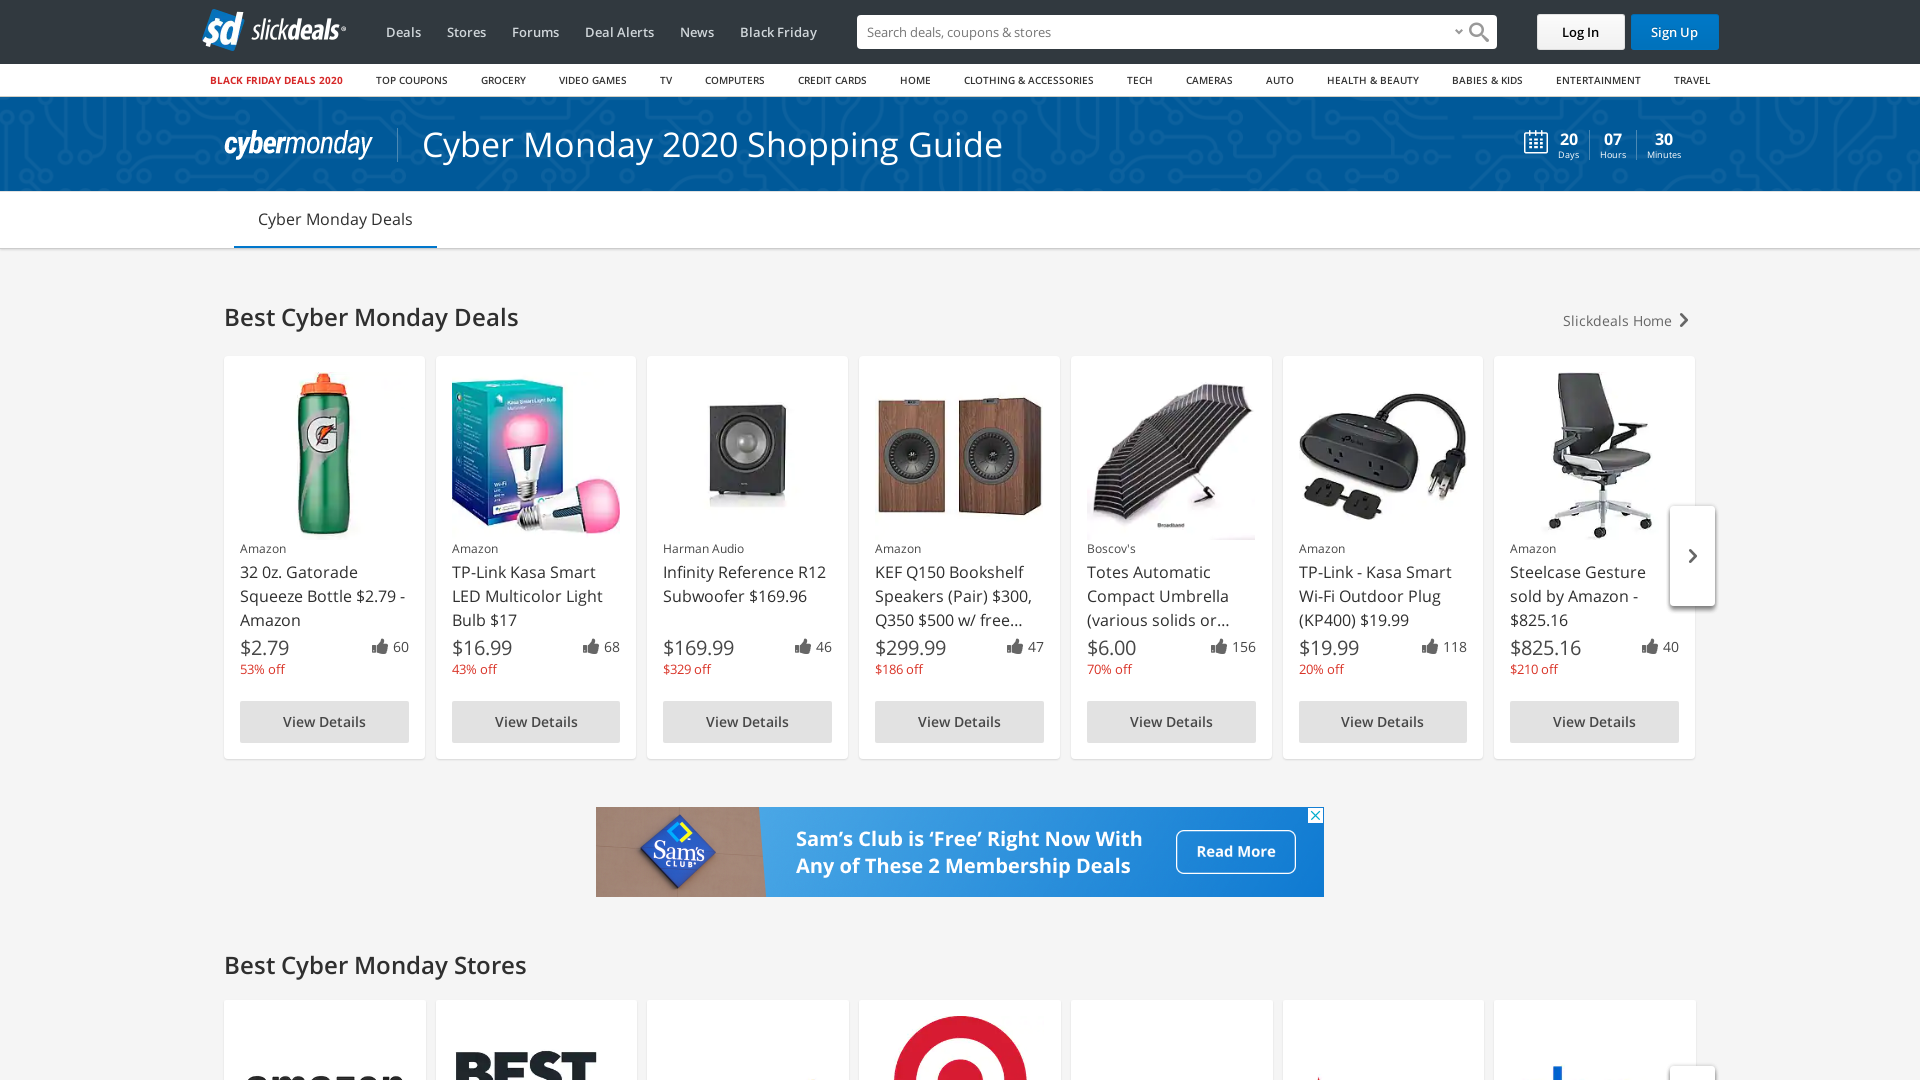 sd slickdeals
Deals
Stores
Forums
Deal Alerts
News
Black Friday
Search deals, coupons & stores
Log In
Sign Up
BLACK FRIDAY DEALS 2020
TOP COUPONS
GROCERY
VIDEO GAMES
TV
COMPUTERS
CREDIT CARDS
HOME
CLOTHING & ACCESSORIES
TECH
CAMERAS
AUTO
HEALTH & BEAUTY
BABIES & KIDS
ENTERTAINMENT
TRAVEL
cybermonday
Cyber Monday 2020 Shopping Guide
20
Days
07
Hours
30
Minutes
Cyber Monday Deals
Best Cyber Monday Deals
Slickdeals Home
G
Amazon
32 0z. Gatorade
Squeeze Bottle $2.79 -
Amazon
$2.79
60
53% off
View Details
Kasa Smart Light Bulb
Wi-Fi
Amazon
TP-Link Kasa Smart
LED Multicolor Light
Bulb $17
$16.99
68
43% off
View Details
Harman Audio
Infinity Reference R12
Subwoofer $169.96
$169.99
46
$329 off
View Details
Amazon
KEF Q150 Bookshelf
Speakers (Pair) $300,
Q350 $500 w/ free...
$299.99
47
$186 off
View Details
Broadband
Boscov's
Totes Automatic
Compact Umbrella
(various solids or...
$6.00
156
70% off
View Details
Amazon
TP-Link - Kasa Smart
Wi-Fi Outdoor Plug
(KP400) $19.99
$19.99
118
20% off
View Details
Amazon
Steelcase Gesture
sold by Amazon -
$825.16
$825.16
40
$210 off
View Details
Sam's
CLUB
Sam’s Club is ‘Free’ Right Now With
Any of These 2 Membership Deals
Read More
Best Cyber Monday Stores
amazon
BEST